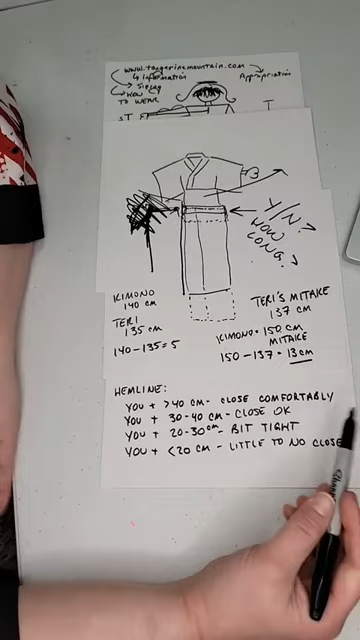 www.tangerinemountain.com
↳ Information
↳ Sizing
↳ How
TO WEAR
Appropriation
ST
T
Y/N?
HOW
LONG?
KIMONO
140 CM
TERI
135 CM
140-135=5
TERI'S MITAKE
137 CM
KIMONO = 150 CM
MITAKE
150-137 = 13cm
HEMLINE:
YOU + >40 CM- CLOSE COMFORTABLY
YOU + 30-40 CM- CLOSE OK
YOU + 20-30cm - BIT TIGHT
YOU + <20 CM - LITTLE TO NO CLOSE
Sharpie